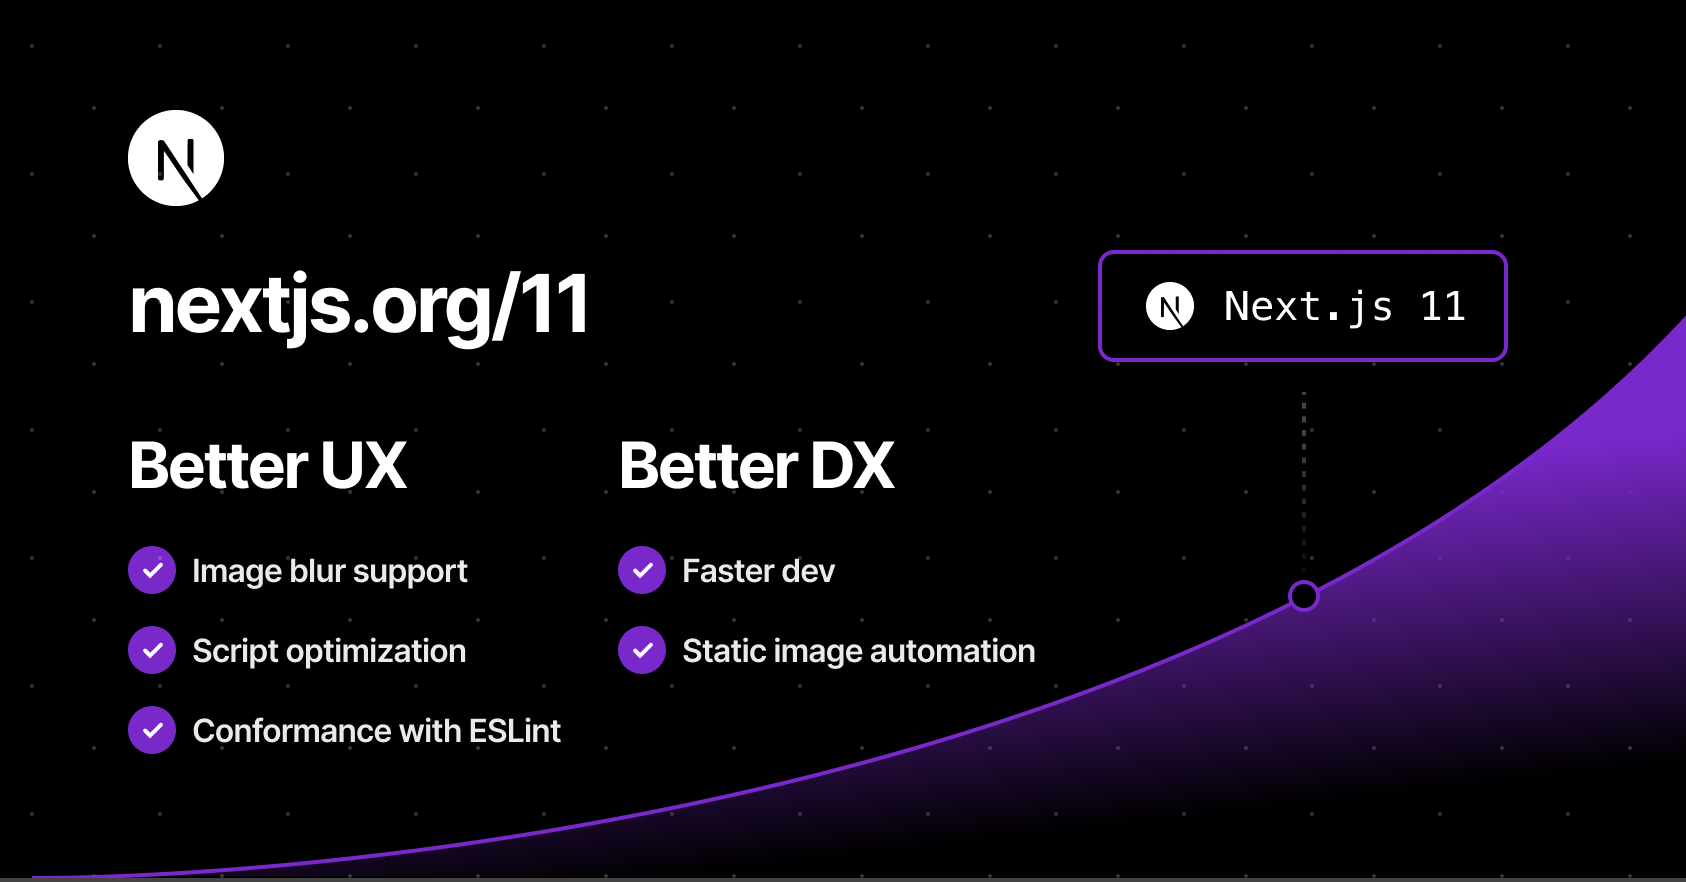 nextjs.org/11
Next.js 11
Better UX
Image blur support
Script optimization
Conformance with ESLint
Better DX
Faster dev
Static image automation